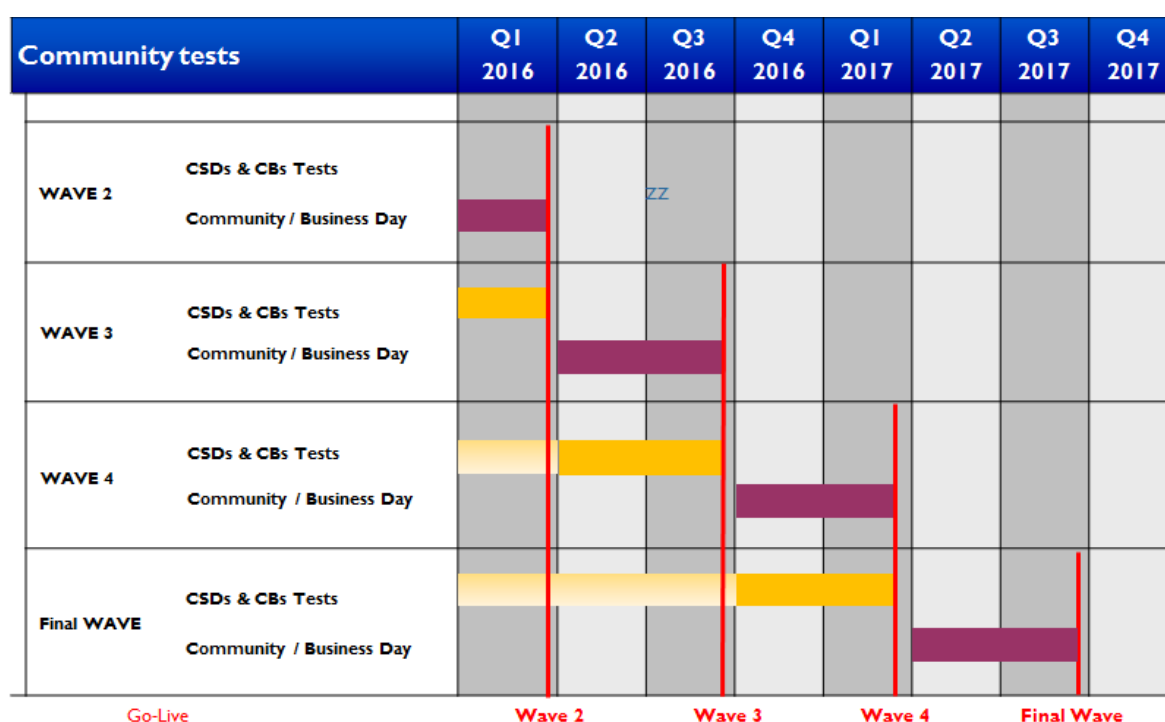 Community tests
Q1 2016
Q2 2016
Q3 2016
Q4 2016
Q1 2017
Q2 2017
Q3 2017
Q4 2017
WAVE 2
CSDs & CBs Tests
Community / Business Day
ZZ
WAVE 3
CSDs & CBs Tests
Community / Business Day
WAVE 4
CSDs & CBs Tests
Community / Business Day
Final WAVE
CSDs & CBs Tests
Community / Business Day
Go-Live
Wave 2
Wave 3
Wave 4
Final Wave